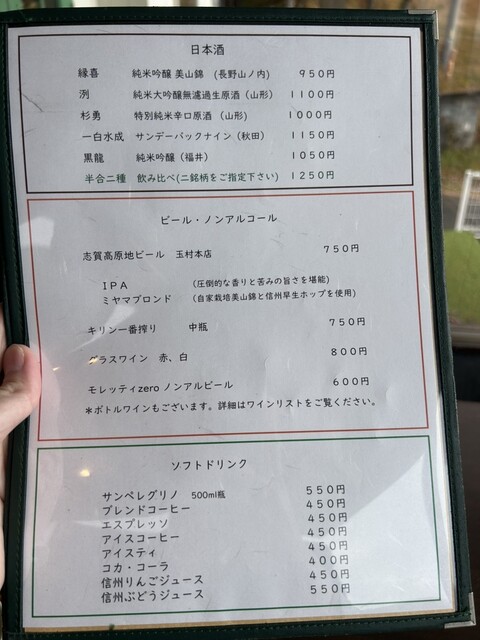 日本酒
縁喜　純米吟醸 美山錦　(長野山ノ内)　９５０円
洌　純米大吟醸無濾過生原酒（山形）　１１００円
杉勇　特別純米辛口原酒　（山形）　１０００円
一白水成　サンデーバックナイン（秋田）　１１５０円
黒龍　純米吟醸（福井）　１０５０円
半合二種　飲み比べ(二銘柄をご指定下さい)　１２５０円
ビール・ノンアルコール
志賀高原地ビール　玉村本店　７５０円
ＩＰＡ　（圧倒的な香りと苦みの旨さを堪能）
ミヤマブロンド　（自家栽培美山錦と信州早生ホップを使用）
キリン一番搾り　中瓶　７５０円
グラスワイン　赤、白　８００円
モレッティzero ノンアルビール　６００円
＊ボトルワインもございます。詳細はワインリストをご覧ください。
ソフトドリンク
サンペレグリノ　500ml瓶　５５０円
ブレンドコーヒー　４５０円
エスプレッソ　４５０円
アイスコーヒー　４５０円
アイスティ　４５０円
コカ・コーラ　４００円
信州りんごジュース　４５０円
信州ぶどうジュース　５５０円